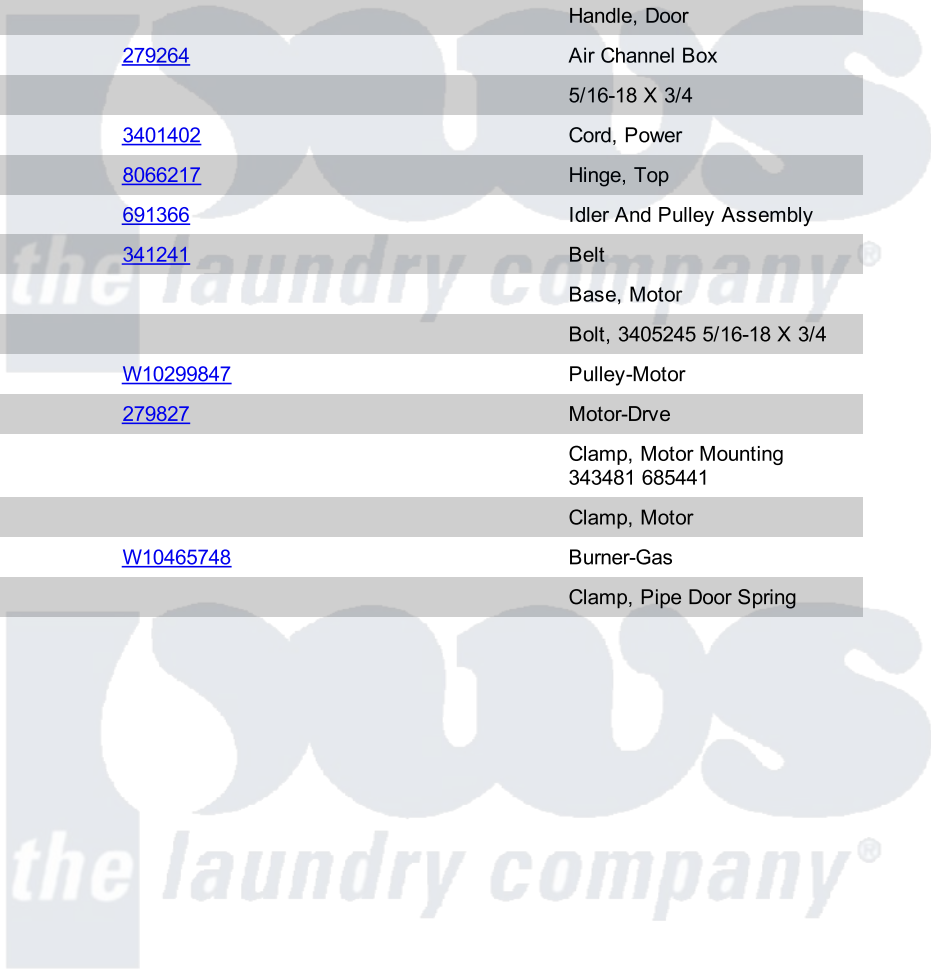 Handle, Door
279264 Air Channel Box
5/16-18 X 3/4
3401402 Cord, Power
8066217 Hinge, Top
691366 Idler And Pulley Assembly
341241 Belt
the laundry company®
Base, Motor
Bolt, 3405245 5/16-18 X 3/4
W10299847 Pulley-Motor
279827 Motor-Drve
Clamp, Motor Mounting
343481 685441
Clamp, Motor
W10465748 Burner-Gas
Clamp, Pipe Door Spring
pws
the laundry company®